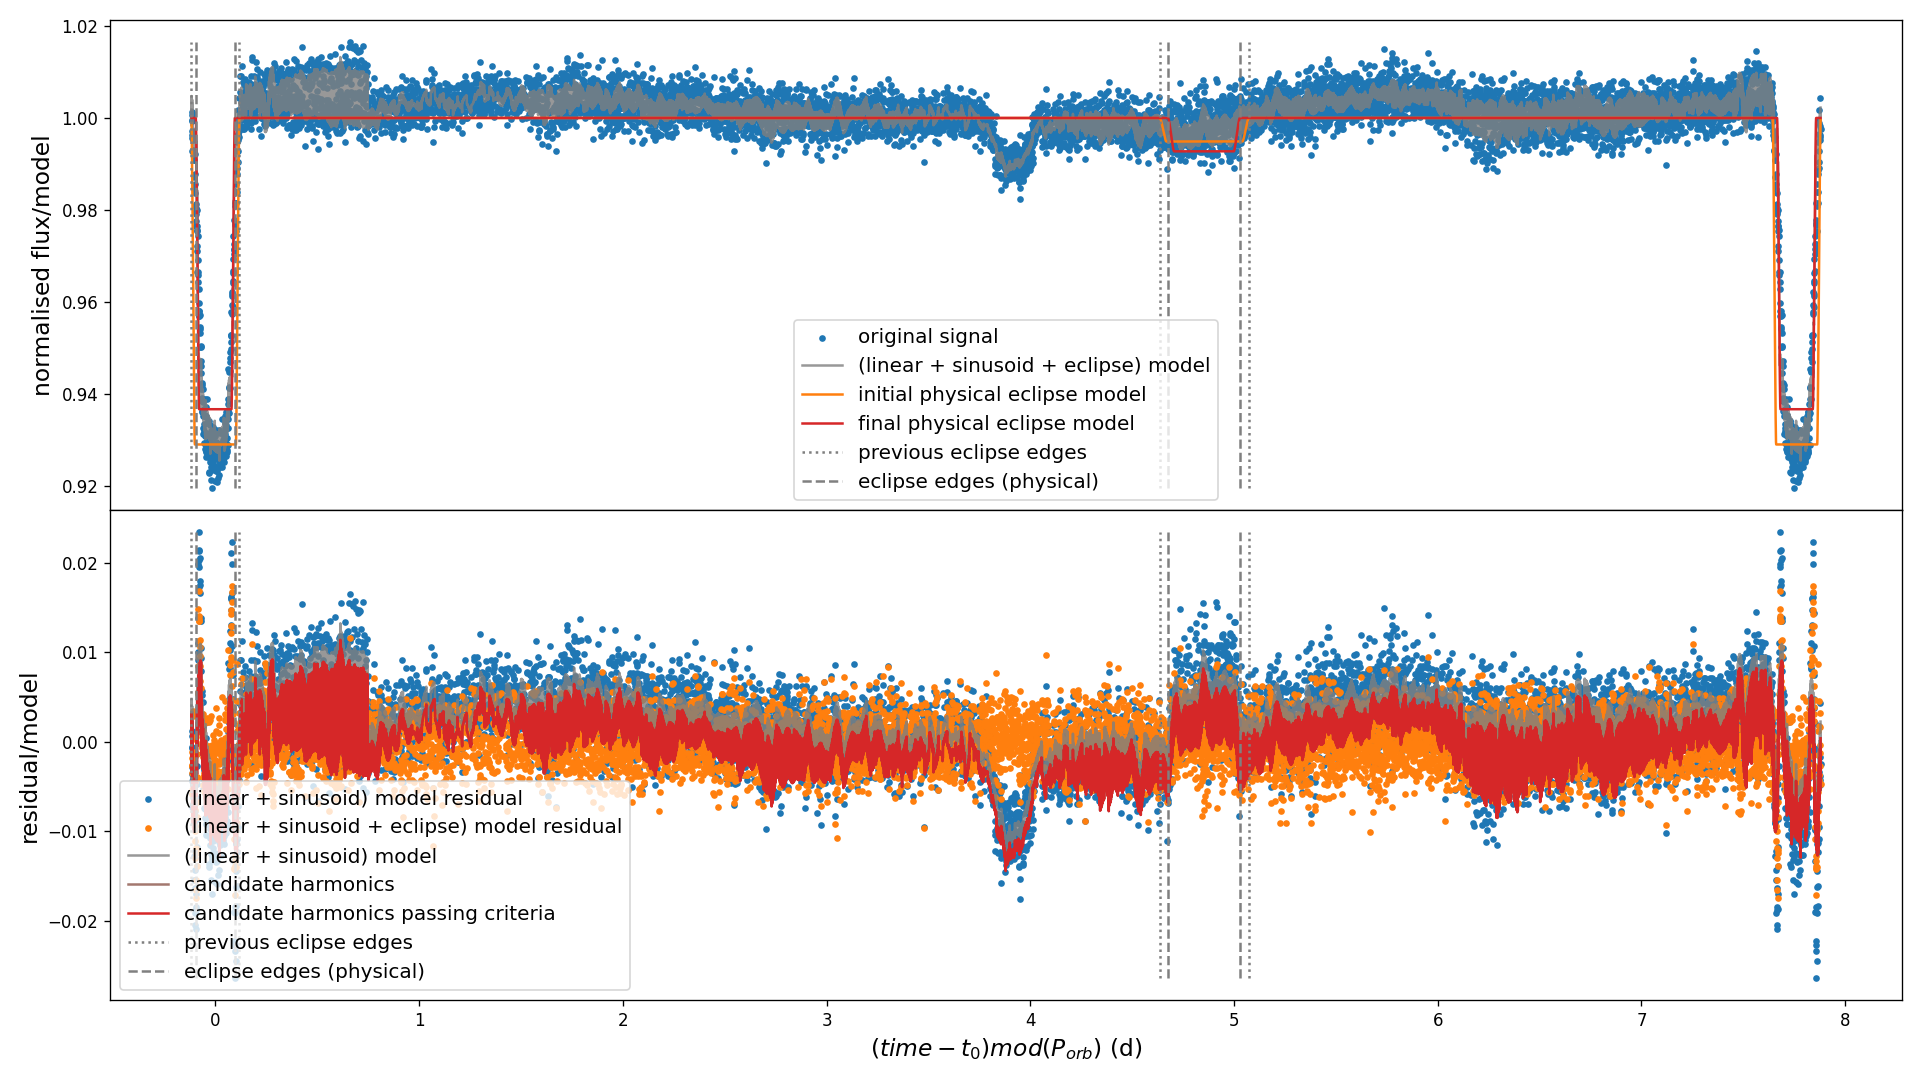 1.02
1.00
0.98
0.96
0.94
0.92
normalised flux/model
original signal
(linear + sinusoid + eclipse) model
initial physical eclipse model
final physical eclipse model
previous eclipse edges
eclipse edges (physical)
0.02
0.01
0.00
−0.01
−0.02
residual/model
(linear + sinusoid) model residual
(linear + sinusoid + eclipse) model residual
(linear + sinusoid) model
candidate harmonics
candidate harmonics passing criteria
previous eclipse edges
eclipse edges (physical)
0 1 2 3 4 5 6 7 8
(time − t₀)mod(P_orb) (d)